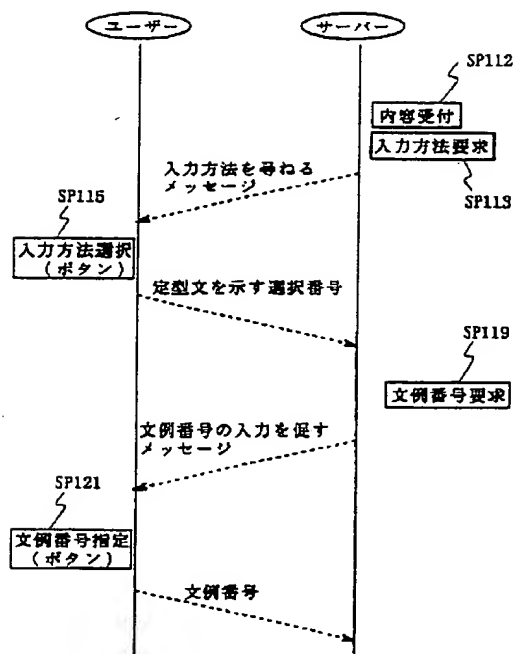 ユーザー
サーバー
SP112
内容受付
入力方法要求
SP113
入力方法を尋ねる
メッセージ
SP115
入力方法選択
(ボタン)
定型文を示す選択番号
SP119
文例番号要求
文例番号の入力を促す
メッセージ
SP121
文例番号指定
(ボタン)
文例番号